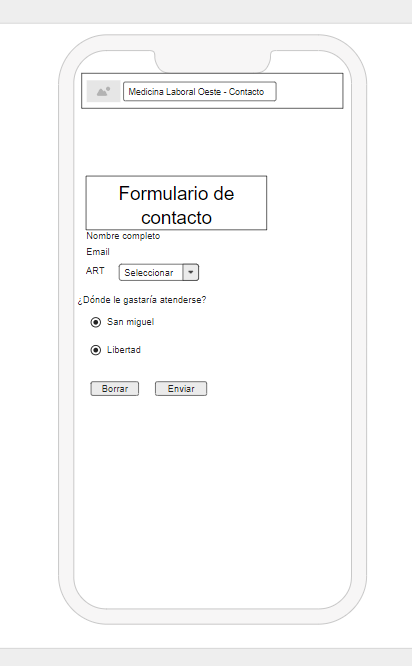 Medicina Laboral Oeste - Contacto
Formulario de
contacto
Nombre completo
Email
ART Seleccionar
¿Dónde le gastaría atenderse?
San miguel
Libertad
Borrar Enviar